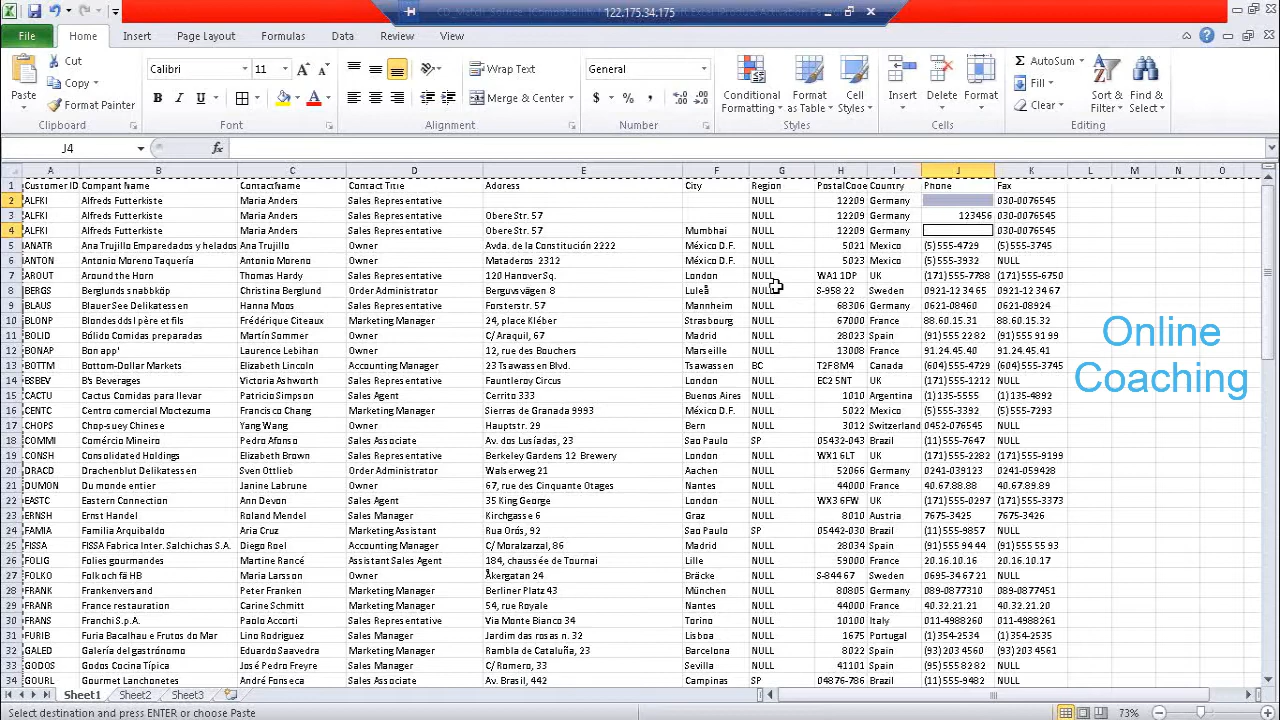 122.175.34.175
File Home Insert Page Layout Formulas Data Review View
Cut
Copy
Format Painter
Paste
Calibri 11
B I U A
Wrap Text
Merge & Center
General
$ % ,
Conditional Formatting
Format as Table
Cell Styles
Insert Delete Format
AutoSum
Fill
Clear
Sort & Filter
Find & Select
Clipboard Font Alignment Number Styles Cells Editing
J4 fx
A B C D E F G H I J K L M N O
1 Customer ID Compant Name ContactName Contact Title Adress City Region PostalCode Country Phone Fax
2 ALFKI Alfreds Futterkiste Maria Anders Sales Representative NULL 12209 Germany 030-0076545
3 ALFKI Alfreds Futterkiste Maria Anders Sales Representative Obere Str. 57 NULL 12209 Germany 123456 030-0076545
4 ALFKI Alfreds Futterkiste Maria Anders Sales Representative Obere Str. 57 Mumbhai NULL 12209 Germany 030-0076545
5 ANATR Ana Trujillo Emparedados y helados Ana Trujillo Owner Avda. de la Constitución 2222 México D.F. NULL 5021 Mexico (5) 555-4729 (5) 555-3745
6 ANTON Antonio Moreno Taquería Antonio Moreno Owner Mataderos 2312 México D.F. NULL 5023 Mexico (5) 555-3932 NULL
7 AROUT Around the Horn Thomas Hardy Sales Representative 120 Hanover Sq. London NULL WA1 1DP UK (171) 555-7788 (171) 555-6750
8 BERGS Berglunds snabbköp Christina Berglund Order Administrator Berguvsvägen 8 Luleå NULL S-958 22 Sweden 0921-12 34 65 0921-12 34 67
9 BLAUS Blauer See Delikatessen Hanna Moos Sales Representative Forsterstr. 57 Mannheim NULL 68306 Germany 0621-08460 0621-08924
10 BLONP Blondesddsl père et fils Frédérique Citeaux Marketing Manager 24, place Kléber Strasbourg NULL 67000 France 88.60.15.31 88.60.15.32
11 BOLID Bólido Comidas preparadas Martín Sommer Owner C/ Araquil, 67 Madrid NULL 28023 Spain (91) 555 22 82 (91) 555 91 99
12 BONAP Bon app' Laurence Lebihan Owner 12, rue des Bouchers Marseille NULL 13008 France 91.24.45.40 91.24.45.41
13 BOTTM Bottom-Dollar Markets Elizabeth Lincoln Accounting Manager 23 Tsawassen Blvd. Tsawassen BC T2F 8M4 Canada (604) 555-4729 (604) 555-3745
14 BSBEV B's Beverages Victoria Ashworth Sales Representative Fauntleroy Circus London NULL EC2 5NT UK (171) 555-1212 NULL
15 CACTU Cactus Comidas para llevar Patricio Simpson Sales Agent Cerrito 333 Buenos Aires NULL 1010 Argentina (1) 135-5555 (1) 135-4892
16 CENTC Centro comercial Moctezuma Francisco Chang Marketing Manager Sierras de Granada 9993 México D.F. NULL 5022 Mexico (5) 555-3392 (5) 555-7293
17 CHOPS Chop-suey Chinese Yang Wang Owner Hauptstr. 29 Bern NULL 3012 Switzerland 0452-076545 NULL
18 COMMI Comércio Mineiro Pedro Afonso Sales Associate Av. dos Lusíadas, 23 Sao Paulo SP 05432-043 Brazil (11) 555-7647 NULL
19 CONSH Consolidated Holdings Elizabeth Brown Sales Representative Berkeley Gardens 12 Brewery London NULL WX1 6LT UK (171) 555-2282 (171) 555-9199
20 DRACD Drachenblut Delikatessen Sven Ottlieb Order Administrator Walserweg 21 Aachen NULL 52066 Germany 0241-039123 0241-059428
21 DUMON Du monde entier Janine Labrune Owner 67, rue des Cinquante Otages Nantes NULL 44000 France 40.67.88.88 40.67.89.89
22 EASTC Eastern Connection Ann Devon Sales Agent 35 King George London NULL WX3 6FW UK (171) 555-0297 (171) 555-3373
23 ERNSH Ernst Handel Roland Mendel Sales Manager Kirchgasse 6 Graz NULL 8010 Austria 7675-3425 7675-3426
24 FAMIA Familia Arquibaldo Aria Cruz Marketing Assistant Rua Orós, 92 Sao Paulo SP 05442-030 Brazil (11) 555-9857 NULL
25 FISSA FISSA Fabrica Inter. Salchichas S.A. Diego Roel Accounting Manager C/ Moralzarzal, 86 Madrid NULL 28034 Spain (91) 555 94 44 (91) 555 55 93
26 FOLIG Folies gourmandes Martine Rancé Assistant Sales Agent 184, chaussée de Tournai Lille NULL 59000 France 20.16.10.16 20.16.10.17
27 FOLKO Folk och fä HB Maria Larsson Owner Åkergatan 24 Bräcke NULL S-844 67 Sweden 0695-34 67 21 NULL
28 FRANK Frankenversand Peter Franken Marketing Manager Berliner Platz 43 München NULL 80805 Germany 089-0877310 089-0877451
29 FRANR France restauration Carine Schmitt Marketing Manager 54, rue Royale Nantes NULL 44000 France 40.32.21.21 40.32.21.20
30 FRANS Franchi S.p.A. Paolo Accorti Sales Representative Via Monte Bianco 34 Torino NULL 10100 Italy 011-4988260 011-4988261
31 FURIB Furia Bacalhau e Frutos do Mar Lino Rodriguez Sales Manager Jardim das rosas n. 32 Lisboa NULL 1675 Portugal (1) 354-2534 (1) 354-2535
32 GALED Galería del gastrónomo Eduardo Saavedra Marketing Manager Rambla de Cataluña, 23 Barcelona NULL 8022 Spain (93) 203 4560 (93) 203 4561
33 GODOS Godos Cocina Típica José Pedro Freyre Sales Manager C/ Romero, 33 Sevilla NULL 41101 Spain (95) 555 82 82 NULL
34 GOURL Gourmet Lanchonetes André Fonseca Sales Associate Av. Brasil, 442 Campinas SP 04876-786 Brazil (11) 555-9482 NULL
Online
Coaching
Sheet1 Sheet2 Sheet3
Select destination and press ENTER or choose Paste 73%